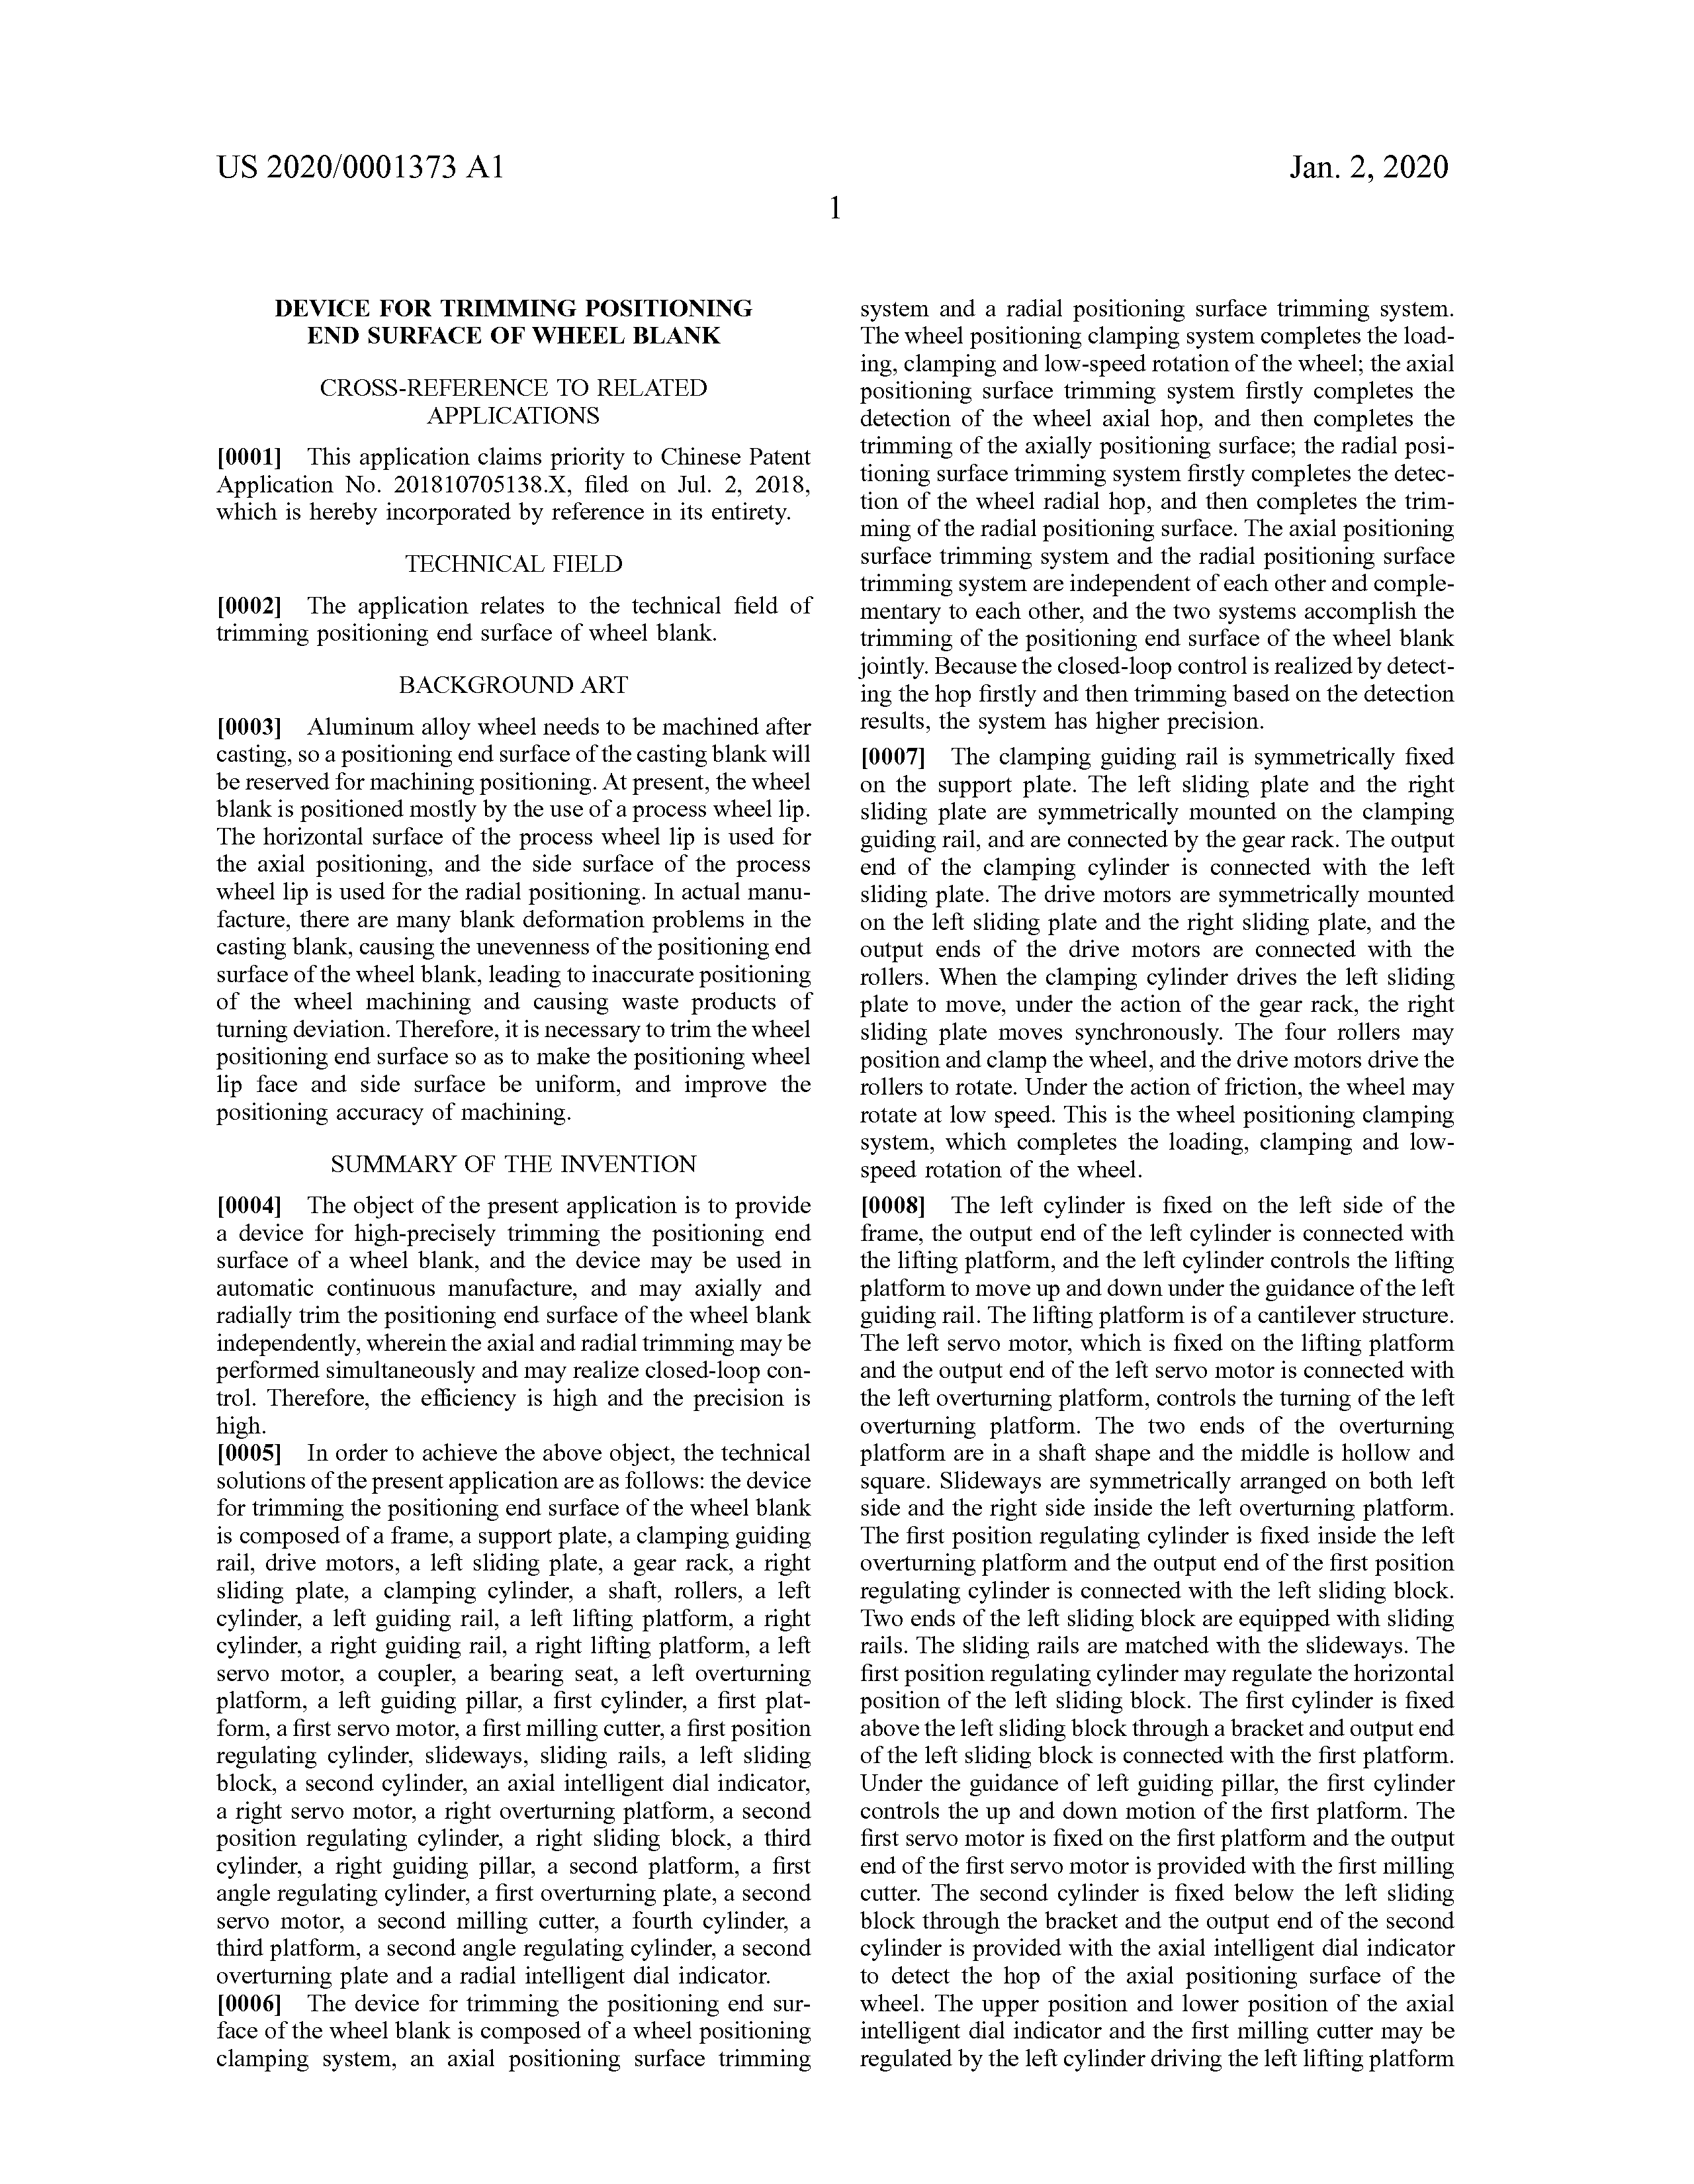 US 2020/0001373 A1
Jan. 2, 2020
1
DEVICE FOR TRIMMING POSITIONING
END SURFACE OF WHEEL BLANK
CROSS-REFERENCE TO RELATED
APPLICATIONS
[0001] This application claims priority to Chinese Patent
Application No. 201810705138.X, filed on Jul. 2, 2018,
which is hereby incorporated by reference in its entirety.
TECHNICAL FIELD
[0002] The application relates to the technical field of
trimming positioning end surface of wheel blank.
BACKGROUND ART
[0003] Aluminum alloy wheel needs to be machined after
casting, so a positioning end surface of the casting blank will
be reserved for machining positioning. At present, the wheel
blank is positioned mostly by the use of a process wheel lip.
The horizontal surface of the process wheel lip is used for
the axial positioning, and the side surface of the process
wheel lip is used for the radial positioning. In actual manu-
facture, there are many blank deformation problems in the
casting blank, causing the unevenness of the positioning end
surface of the wheel blank, leading to inaccurate positioning
of the wheel machining and causing waste products of
turning deviation. Therefore, it is necessary to trim the wheel
positioning end surface so as to make the positioning wheel
lip face and side surface be uniform, and improve the
positioning accuracy of machining.
SUMMARY OF THE INVENTION
[0004] The object of the present application is to provide
a device for high-precisely trimming the positioning end
surface of a wheel blank, and the device may be used in
automatic continuous manufacture, and may axially and
radially trim the positioning end surface of the wheel blank
independently, wherein the axial and radial trimming may be
performed simultaneously and may realize closed-loop con-
trol. Therefore, the efficiency is high and the precision is
high.
[0005] In order to achieve the above object, the technical
solutions of the present application are as follows: the device
for trimming the positioning end surface of the wheel blank
is composed of a frame, a support plate, a clamping guiding
rail, drive motors, a left sliding plate, a gear rack, a right
sliding plate, a clamping cylinder, a shaft, rollers, a left
cylinder, a left guiding rail, a left lifting platform, a right
cylinder, a right guiding rail, a right lifting platform, a left
servo motor, a coupler, a bearing seat, a left overturning
platform, a left guiding pillar, a first cylinder, a first plat-
form, a first servo motor, a first milling cutter, a first position
regulating cylinder, slideways, sliding rails, a left sliding
block, a second cylinder, an axial intelligent dial indicator,
a right servo motor, a right overturning platform, a second
position regulating cylinder, a right sliding block, a third
cylinder, a right guiding pillar, a second platform, a first
angle regulating cylinder, a first overturning plate, a second
servo motor, a second milling cutter, a fourth cylinder, a
third platform, a second angle regulating cylinder, a second
overturning plate and a radial intelligent dial indicator.
[0006] The device for trimming the positioning end sur-
face of the wheel blank is composed of a wheel positioning
clamping system, an axial positioning surface trimming
system and a radial positioning surface trimming system.
The wheel positioning clamping system completes the load-
ing, clamping and low-speed rotation of the wheel; the axial
positioning surface trimming system firstly completes the
detection of the wheel axial hop, and then completes the
trimming of the axially positioning surface; the radial posi-
tioning surface trimming system firstly completes the detec-
tion of the wheel radial hop, and then completes the trim-
ming of the radial positioning surface. The axial positioning
surface trimming system and the radial positioning surface
trimming system are independent of each other and comple-
mentary to each other, and the two systems accomplish the
trimming of the positioning end surface of the wheel blank
jointly. Because the closed-loop control is realized by detect-
ing the hop firstly and then trimming based on the detection
results, the system has higher precision.
[0007] The clamping guiding rail is symmetrically fixed
on the support plate. The left sliding plate and the right
sliding plate are symmetrically mounted on the clamping
guiding rail, and are connected by the gear rack. The output
end of the clamping cylinder is connected with the left
sliding plate. The drive motors are symmetrically mounted
on the left sliding plate and the right sliding plate, and the
output ends of the drive motors are connected with the
rollers. When the clamping cylinder drives the left sliding
plate to move, under the action of the gear rack, the right
sliding plate moves synchronously. The four rollers may
position and clamp the wheel, and the drive motors drive the
rollers to rotate. Under the action of friction, the wheel may
rotate at low speed. This is the wheel positioning clamping
system, which completes the loading, clamping and low-
speed rotation of the wheel.
[0008] The left cylinder is fixed on the left side of the
frame, the output end of the left cylinder is connected with
the lifting platform, and the left cylinder controls the lifting
platform to move up and down under the guidance of the left
guiding rail. The lifting platform is of a cantilever structure.
The left servo motor, which is fixed on the lifting platform
and the output end of the left servo motor is connected with
the left overturning platform, controls the turning of the left
overturning platform. The two ends of the overturning
platform are in a shaft shape and the middle is hollow and
square. Slideways are symmetrically arranged on both left
side and the right side inside the left overturning platform.
The first position regulating cylinder is fixed inside the left
overturning platform and the output end of the first position
regulating cylinder is connected with the left sliding block.
Two ends of the left sliding block are equipped with sliding
rails. The sliding rails are matched with the slideways. The
first position regulating cylinder may regulate the horizontal
position of the left sliding block. The first cylinder is fixed
above the left sliding block through a bracket and output end
of the left sliding block is connected with the first platform.
Under the guidance of left guiding pillar, the first cylinder
controls the up and down motion of the first platform. The
first servo motor is fixed on the first platform and the output
end of the first servo motor is provided with the first milling
cutter. The second cylinder is fixed below the left sliding
block through the bracket and the output end of the second
cylinder is provided with the axial intelligent dial indicator
to detect the hop of the axial positioning surface of the
wheel. The upper position and lower position of the axial
intelligent dial indicator and the first milling cutter may be
regulated by the left cylinder driving the left lifting platform